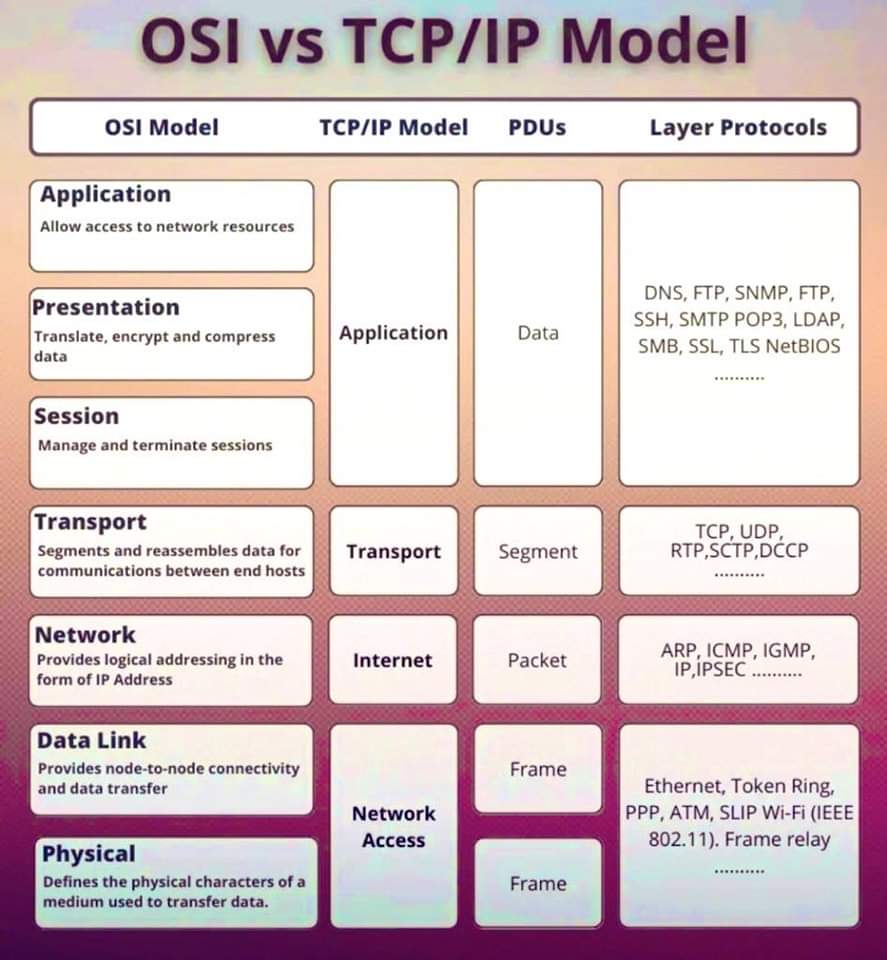 OSI vs TCP/IP Model
OSI Model
TCP/IP Model
PDUs
Layer Protocols
Application
Allow access to network resources
Presentation
Translate, encrypt and compress
data
Session
Manage and terminate sessions
Application
Data
DNS, FTP, SNMP, FTP,
SSH, SMTP POP3, LDAP,
SMB, SSL, TLS NetBIOS
..........
Transport
Segments and reassembles data for
communications between end hosts
Transport
Segment
TCP, UDP,
RTP,SCTP,DCCP
..........
Network
Provides logical addressing in the
form of IP Address
Internet
Packet
ARP, ICMP, IGMP,
IP,IPSEC ..........
Data Link
Provides node-to-node connectivity
and data transfer
Physical
Defines the physical characters of a
medium used to transfer data.
Network
Access
Frame
Frame
Ethernet, Token Ring,
PPP, ATM, SLIP Wi-Fi (IEEE
802.11). Frame relay
..........